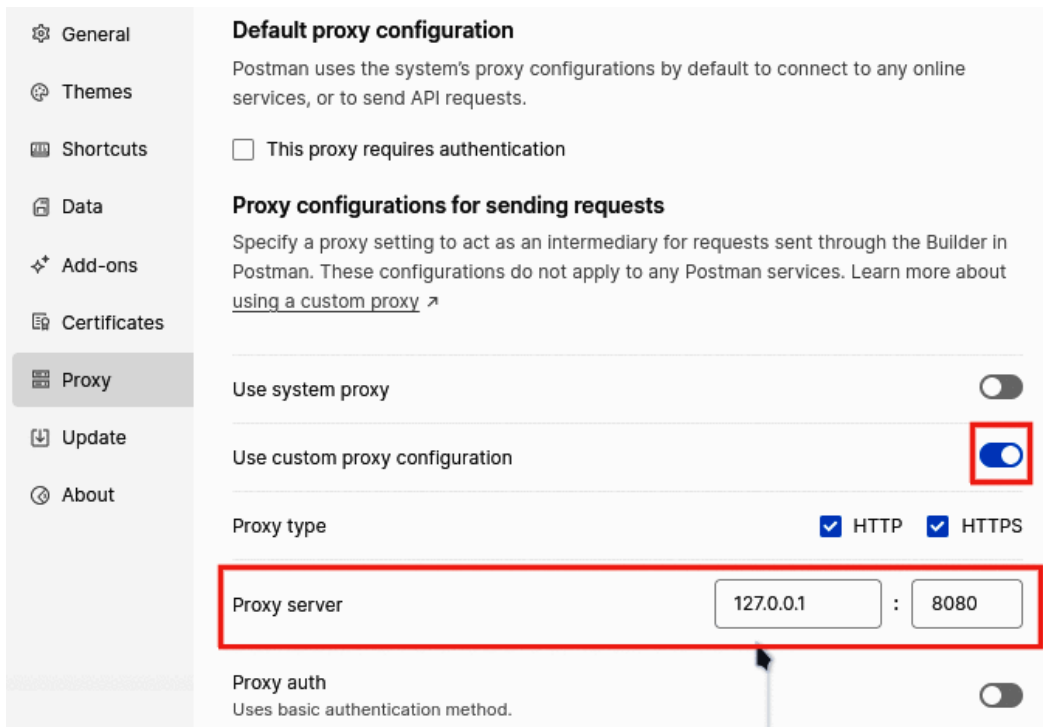 General
Themes
Shortcuts
Data
Add-ons
Certificates
Proxy
Update
About
Default proxy configuration
Postman uses the system's proxy configurations by default to connect to any online
services, or to send API requests.
This proxy requires authentication
Proxy configurations for sending requests
Specify a proxy setting to act as an intermediary for requests sent through the Builder in
Postman. These configurations do not apply to any Postman services. Learn more about
using a custom proxy ↗
Use system proxy
Use custom proxy configuration
Proxy type HTTP HTTPS
Proxy server 127.0.0.1 : 8080
Proxy auth
Uses basic authentication method.